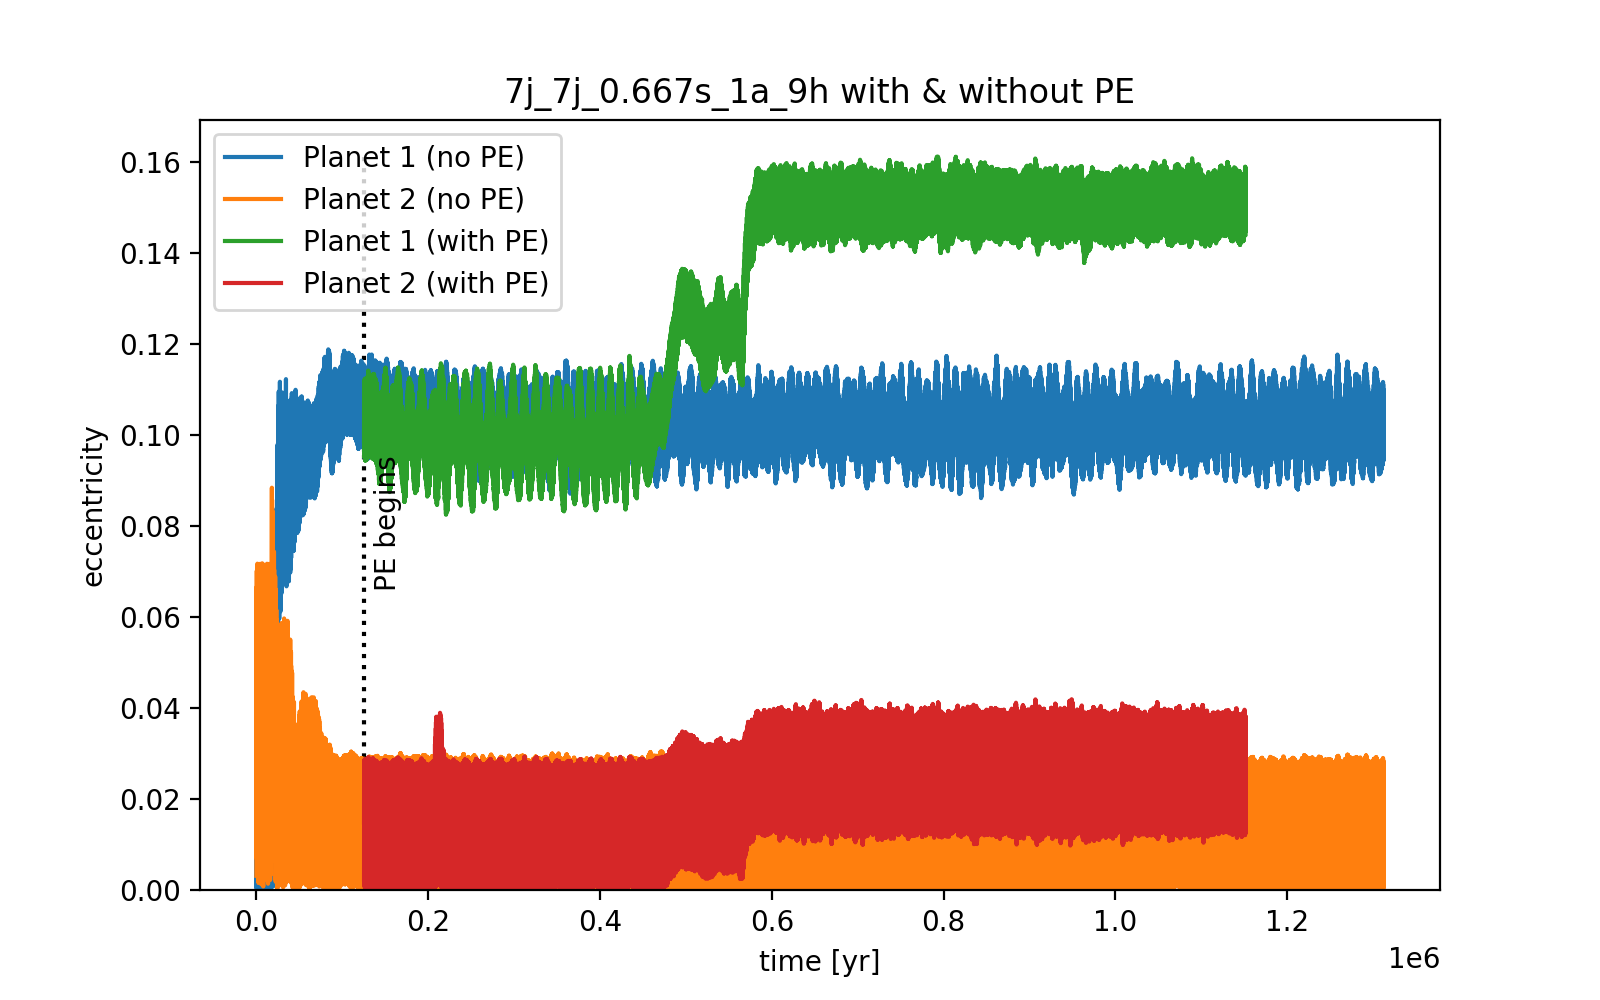 7j_7j_0.667s_1a_9h with & without PE
Planet 1 (no PE)
Planet 2 (no PE)
Planet 1 (with PE)
Planet 2 (with PE)
0.16
0.14
0.12
0.10
0.08
0.06
0.04
0.02
0.00
eccentricity
PE begins
0.0 0.2 0.4 0.6 0.8 1.0 1.2
time [yr]
1e6